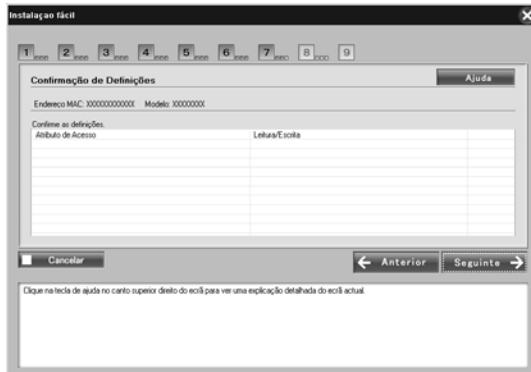 Instalaçao fácil
1 2 3 4 5 6 7 8 9
Confirmação de Definições
Ajuda
Endereço MAC: XXXXXXXXXXXX Modelo: XXXXXXXX
Confirme as definições.
Atributo de Acesso Leitura/Escrita
Cancelar
Anterior
Seguinte
Clique na tecla de ajuda no canto superior direito do ecrã para ver uma explicação detalhada do ecrã actual.